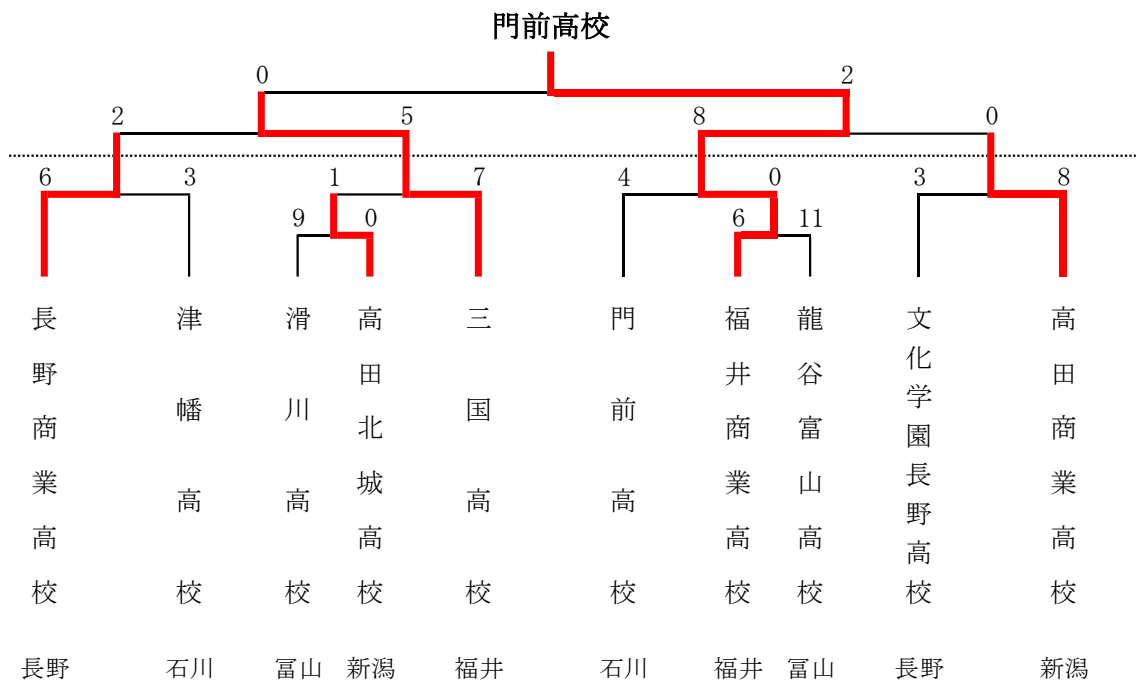 門前高校
0 2
2 5 8 0
6 3 1 7 4 0 3 8
9 0 6 11
長野商業高校
津幡高校
滑川高校
高田北城高校
三国高校
門前高校
福井商業高校
龍谷富山高校
文化学園長野高校
高田商業高校
長野 石川 冨山 新潟 福井 石川 福井 冨山 長野 新潟